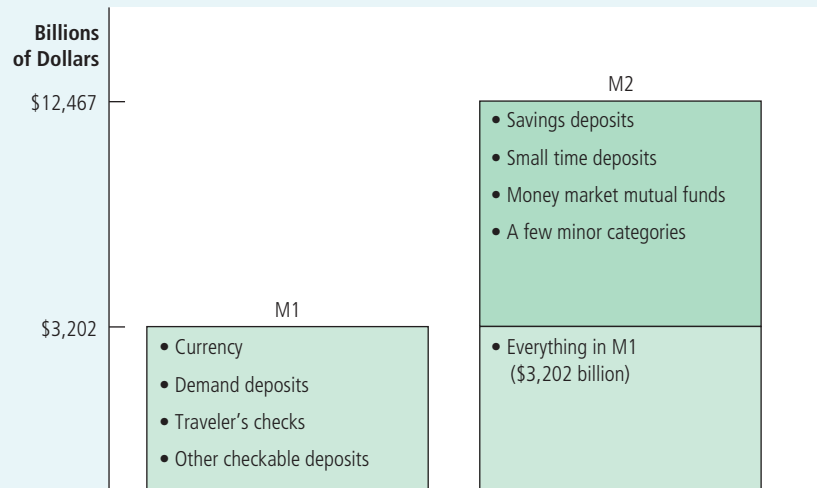 Billions
of Dollars
$12,467
$3,202
M1
• Currency
• Demand deposits
• Traveler’s checks
• Other checkable deposits
M2
• Savings deposits
• Small time deposits
• Money market mutual funds
• A few minor categories
• Everything in M1
($3,202 billion)